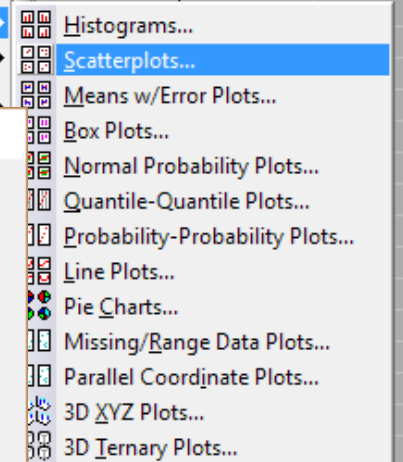 Histograms...
Scatterplots...
Means w/Error Plots...
Box Plots...
Normal Probability Plots...
Quantile-Quantile Plots...
Probability-Probability Plots...
Line Plots...
Pie Charts...
Missing/Range Data Plots...
Parallel Coordinate Plots...
3D XYZ Plots...
3D Ternary Plots...